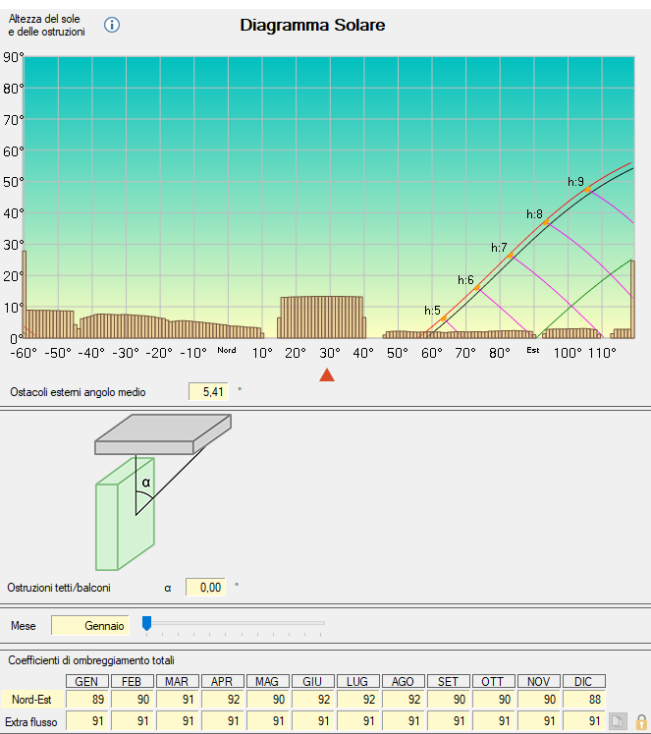 Altezza del sole
e delle ostruzioni
Diagramma Solare
90°
80°
70°
60°
50°
40°
30°
20°
10°
0°
h:9
h:8
h:7
h:6
h:5
-60° -50° -40° -30° -20° -10° Nord 10° 20° 30° 40° 50° 60° 70° 80° Est 100° 110°
Ostacoli esterni angolo medio 5,41 °
α
Ostruzioni tetti/balconi α 0,00 °
Mese Gennaio
Coefficienti di ombreggiamento totali
GEN FEB MAR APR MAG GIU LUG AGO SET OTT NOV DIC
Nord-Est 89 90 91 92 90 92 92 92 90 90 90 88
Extra flusso 91 91 91 91 91 91 91 91 91 91 91 91